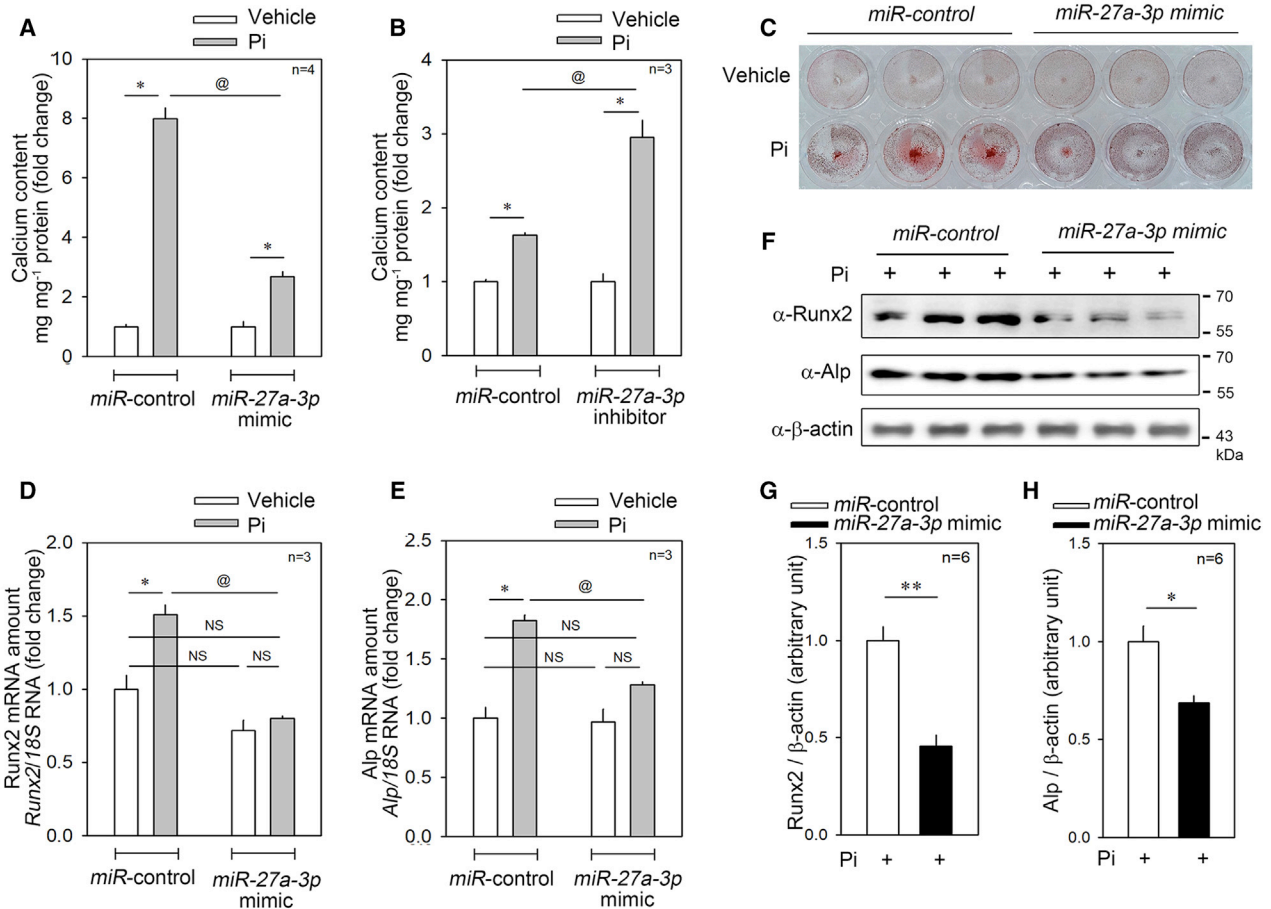 A
Vehicle
Pi
n=4
10
8
6
4
2
0
*
@
*
Calcium content
mg mg-1 protein (fold change)
miR-control
miR-27a-3p
mimic
B
Vehicle
Pi
n=3
4
3
2
1
0
@
*
*
Calcium content
mg mg-1 protein (fold change)
miR-control
miR-27a-3p
inhibitor
C
miR-control
miR-27a-3p mimic
Vehicle
Pi
F
miR-control
miR-27a-3p mimic
Pi + + + + + +
α-Runx2
70
55
α-Alp
70
55
α-β-actin
43
kDa
D
Vehicle
Pi
n=3
2.0
1.5
1.0
0.5
0.0
*
@
NS
NS
NS
Runx2 mRNA amount
Runx2/18S RNA (fold change)
miR-control
miR-27a-3p
mimic
E
Vehicle
Pi
n=3
2.5
2.0
1.5
1.0
0.5
0.0
*
@
NS
NS
NS
Alp mRNA amount
Alp/18S RNA (fold change)
miR-control
miR-27a-3p
mimic
G
miR-control
miR-27a-3p mimic
n=6
1.5
1.0
0.5
0.0
**
Runx2 / β-actin (arbitrary unit)
Pi + +
H
miR-control
miR-27a-3p mimic
n=6
1.5
1.0
0.5
0.0
*
Alp / β-actin (arbitrary unit)
Pi + +